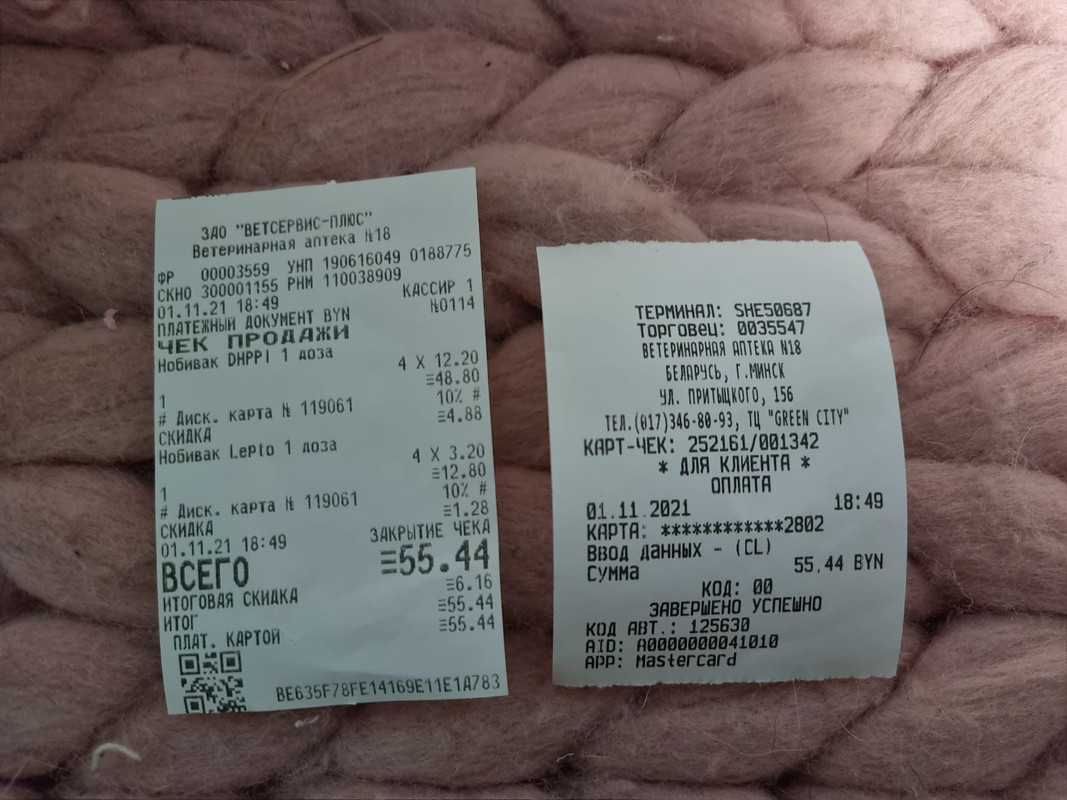 ЗАО "ВЕТСЕРВИС-ПЛЮС"
Ветеринарная аптека №18
ФР 00003559 УНП 190616049 0188775
СКНО 300001155 РНМ 110038909
01.11.21 18:49 КАССИР 1
ПЛАТЕЖНЫЙ ДОКУМЕНТ BYN №0114
ЧЕК ПРОДАЖИ
Нобивак DHPPI 1 доза
4 X 12.20
1 =48.80
# Диск. карта № 119061 10% #
СКИДКА =4.88
Нобивак Lepto 1 доза
4 X 3.20
1 =12.80
# Диск. карта № 119061 10% #
СКИДКА =1.28
01.11.21 18:49 ЗАКРЫТИЕ ЧЕКА
ВСЕГО =55.44
ИТОГОВАЯ СКИДКА =6.16
ИТОГ =55.44
ПЛАТ. КАРТОЙ =55.44
BE635F78FE14169E11E1A783
ТЕРМИНАЛ: SHE50687
Торговец: 0035547
ВЕТЕРИНАРНАЯ АПТЕКА N18
БЕЛАРУСЬ, Г.МИНСК
УЛ. ПРИТЫЦКОГО, 156
ТЕЛ.(017)346-80-93, ТЦ "GREEN CITY"
КАРТ-ЧЕК: 252161/001342
* ДЛЯ КЛИЕНТА *
ОПЛАТА
01.11.2021 18:49
КАРТА: ************2802
Ввод данных - (CL)
Сумма 55,44 BYN
КОД: 00
ЗАВЕРШЕНО УСПЕШНО
КОД АВТ.: 125630
AID: A0000000041010
APP: Mastercard